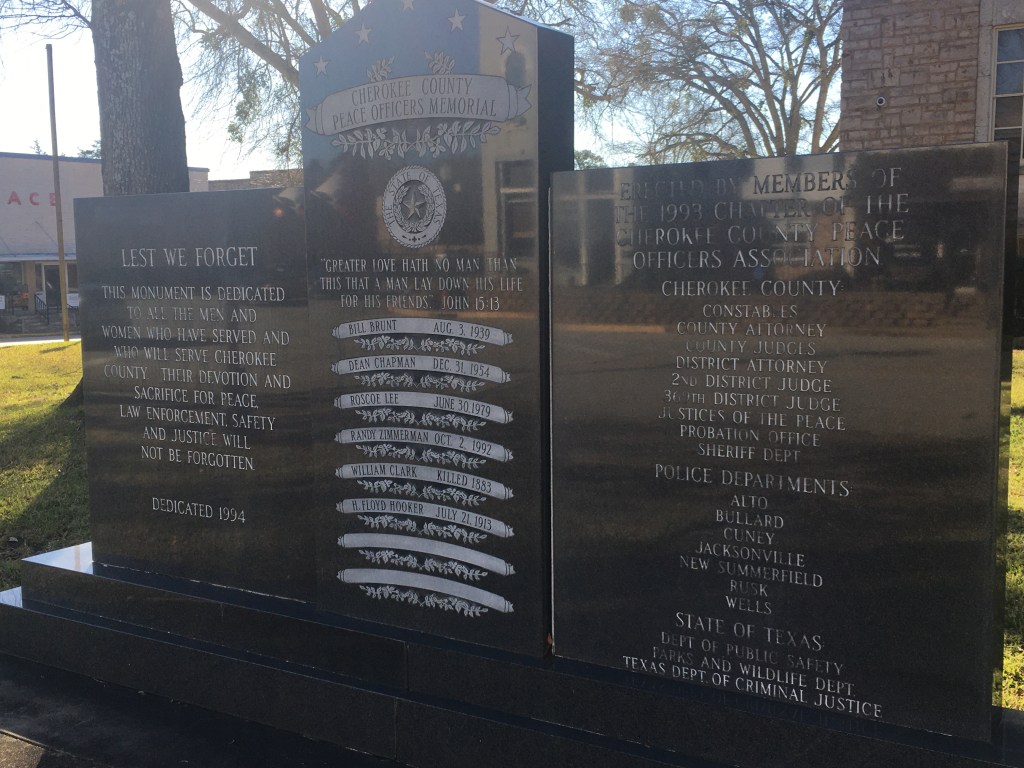 ACE
LEST WE FORGET
THIS MONUMENT IS DEDICATED
TO ALL THE MEN AND
WOMEN WHO HAVE SERVED AND
WHO WILL SERVE CHEROKEE
COUNTY. THEIR DEVOTION AND
SACRIFICE FOR PEACE,
LAW ENFORCEMENT, SAFETY
AND JUSTICE WILL
NOT BE FORGOTTEN.
DEDICATED 1994
CHEROKEE COUNTY
PEACE OFFICERS MEMORIAL
"GREATER LOVE HATH NO MAN THAN
THIS THAT A MAN LAY DOWN HIS LIFE
FOR HIS FRIENDS." JOHN 15:13
BILL BRUNT AUG. 3, 1939
DEAN CHAPMAN DEC. 31, 1954
ROSCOE LEE JUNE 30, 1979
RANDY ZIMMERMAN OCT. 2, 1992
WILLIAM CLARK KILLED 1883
H. FLOYD HOOKER JULY 21, 1913
ERECTED BY MEMBERS OF
THE 1993 CHAPTER OF THE
CHEROKEE COUNTY PEACE
OFFICERS ASSOCIATION
CHEROKEE COUNTY
CONSTABLES
COUNTY ATTORNEY
COUNTY JUDGES
DISTRICT ATTORNEY
2ND DISTRICT JUDGE
369TH DISTRICT JUDGE
JUSTICES OF THE PLACE
PROBATION OFFICE
SHERIFF DEPT
POLICE DEPARTMENTS
ALTO
BULLARD
CUNEY
JACKSONVILLE
NEW SUMMERFIELD
RUSK
WELLS
STATE OF TEXAS
DEPT OF PUBLIC SAFETY
PARKS AND WILDLIFE DEPT
TEXAS DEPT. OF CRIMINAL JUSTICE